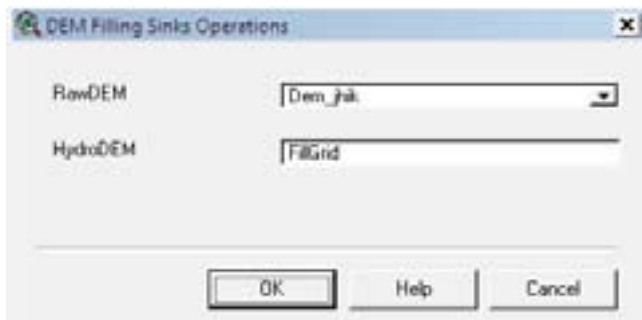 DEM Filling Sinks Operations
RawDEM Dem_jhik
HydroDEM FillGrid
OK Help Cancel